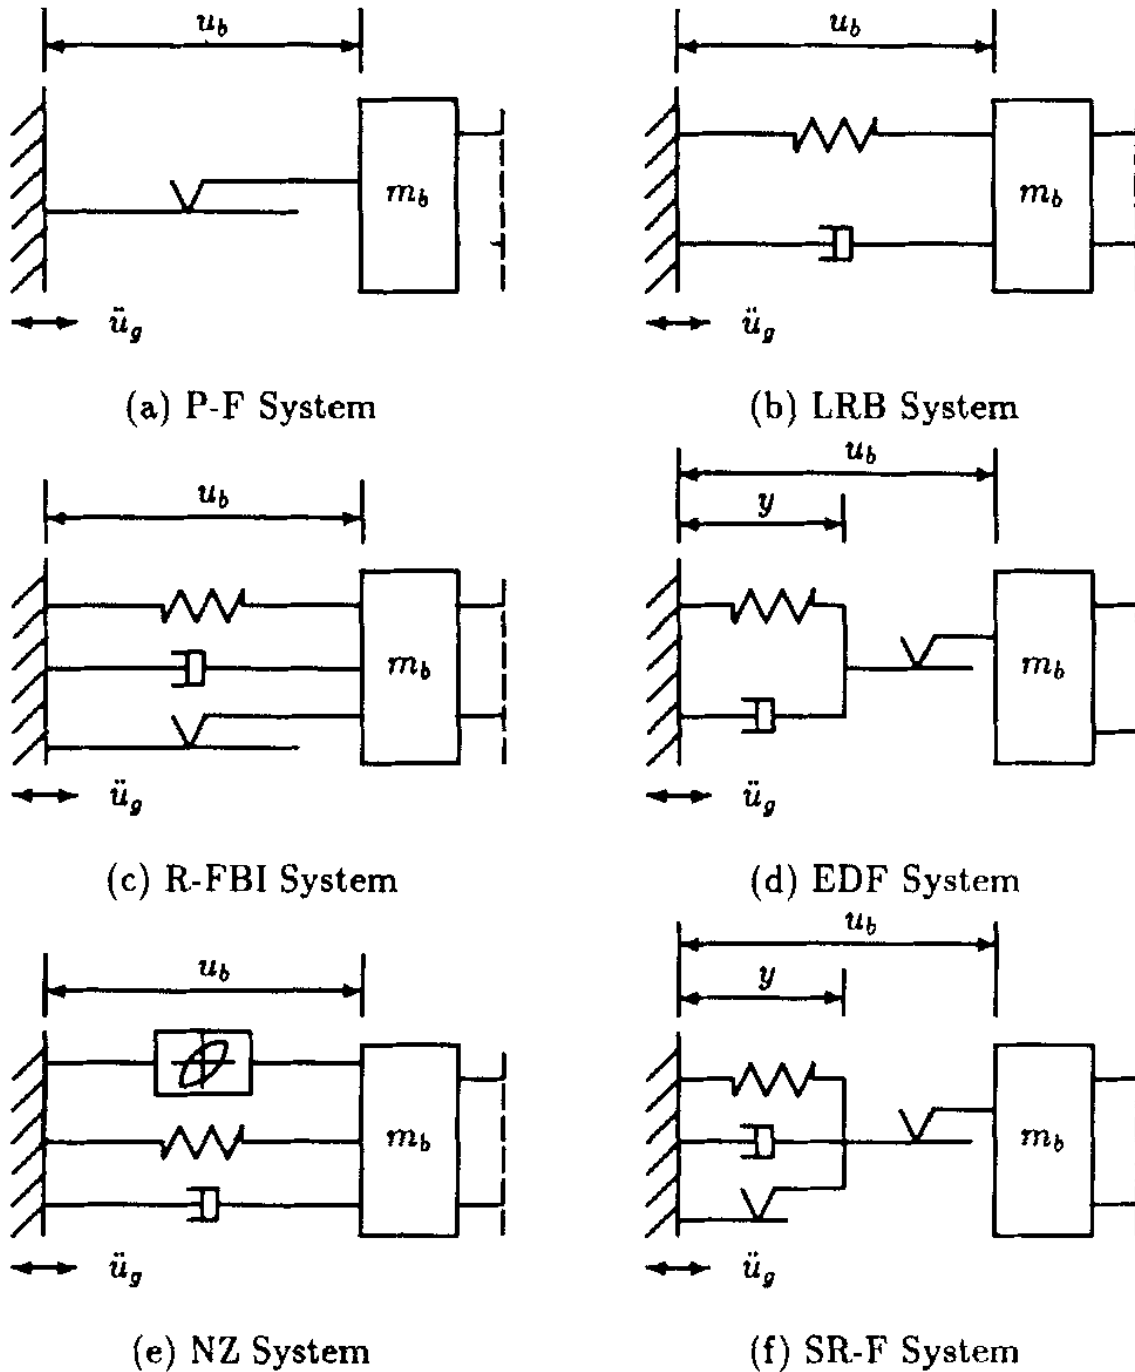 u_b
u_b
m_b
m_b
ü_g
ü_g
(a) P-F System
(b) LRB System
u_b
u_b
y
m_b
m_b
ü_g
ü_g
(c) R-FBI System
(d) EDF System
u_b
u_b
y
m_b
m_b
ü_g
ü_g
(e) NZ System
(f) SR-F System